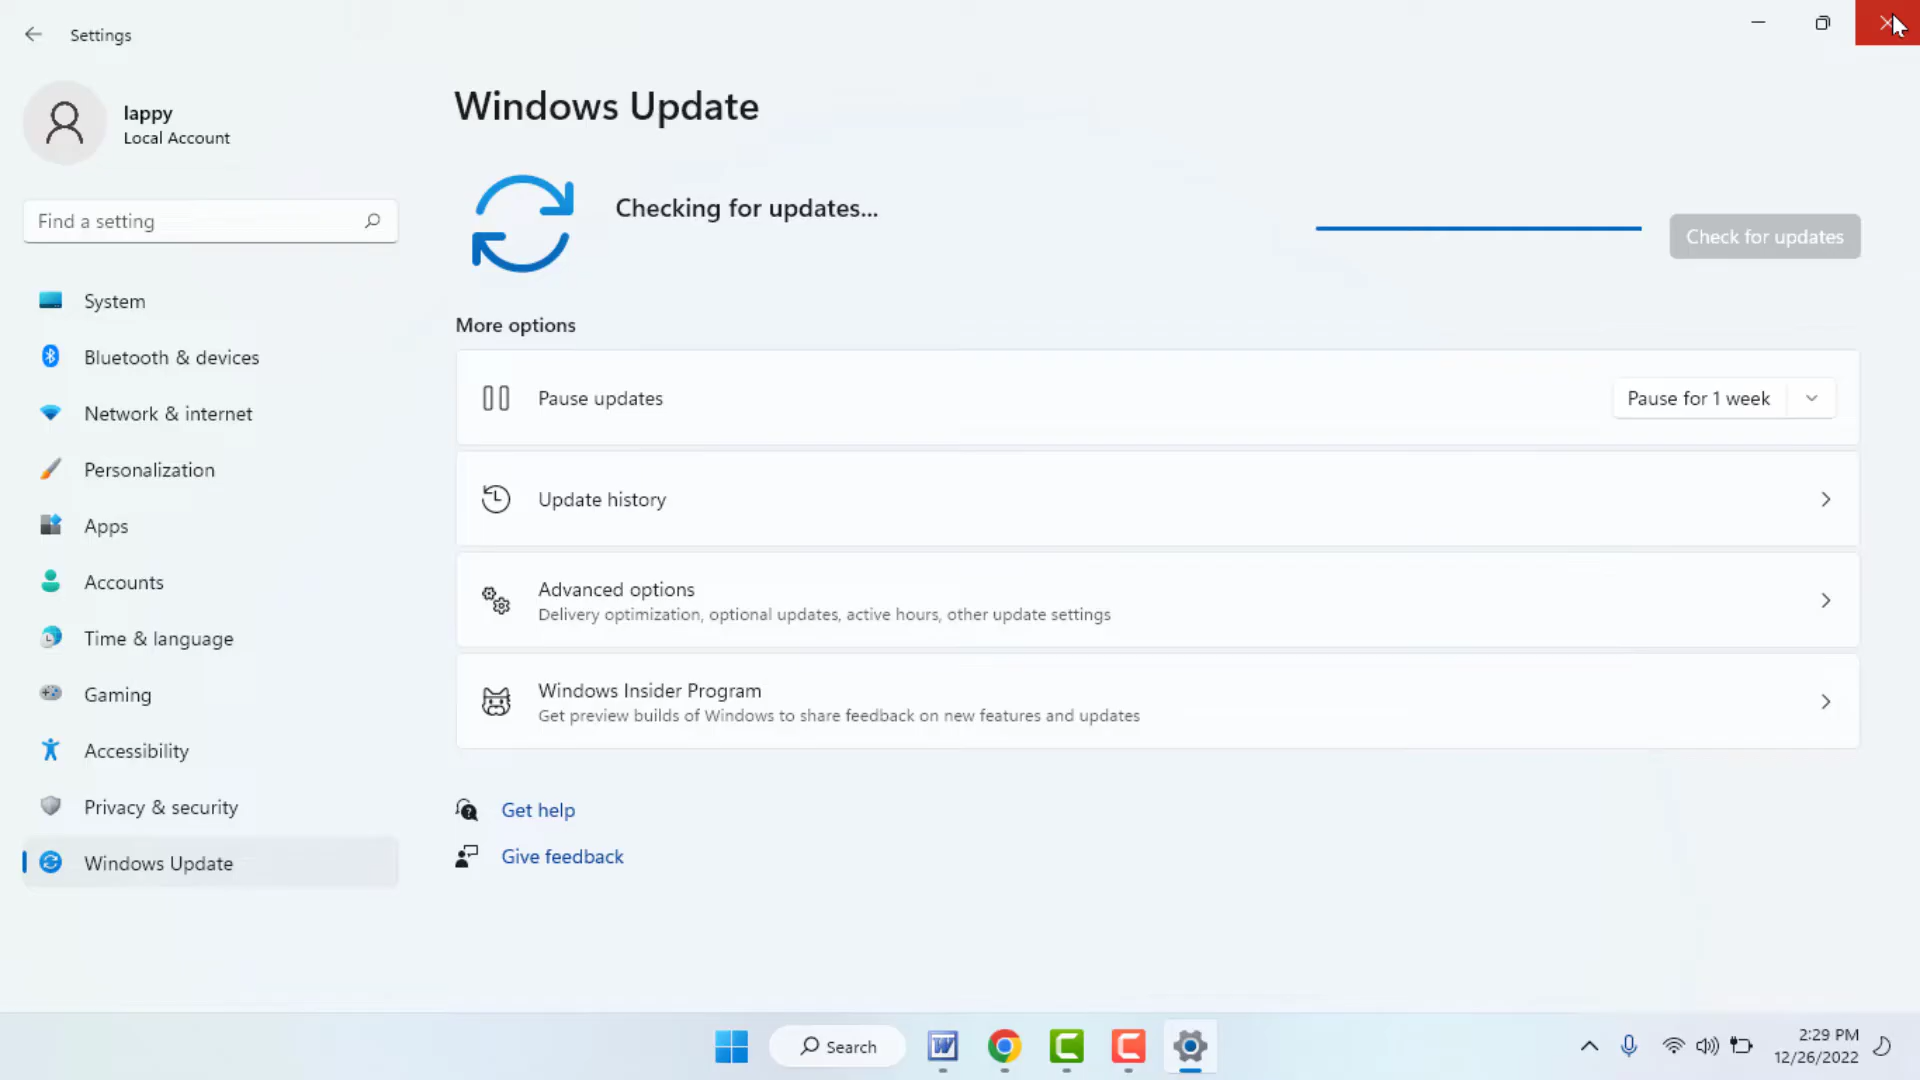 Settings
lappy
Local Account
Find a setting
System
Bluetooth & devices
Network & internet
Personalization
Apps
Accounts
Time & language
Gaming
Accessibility
Privacy & security
Windows Update
Windows Update
Checking for updates...
Check for updates
More options
Pause updates
Pause for 1 week
Update history
Advanced options
Delivery optimization, optional updates, active hours, other update settings
Windows Insider Program
Get preview builds of Windows to share feedback on new features and updates
Get help
Give feedback
Search
2:29 PM
12/26/2022